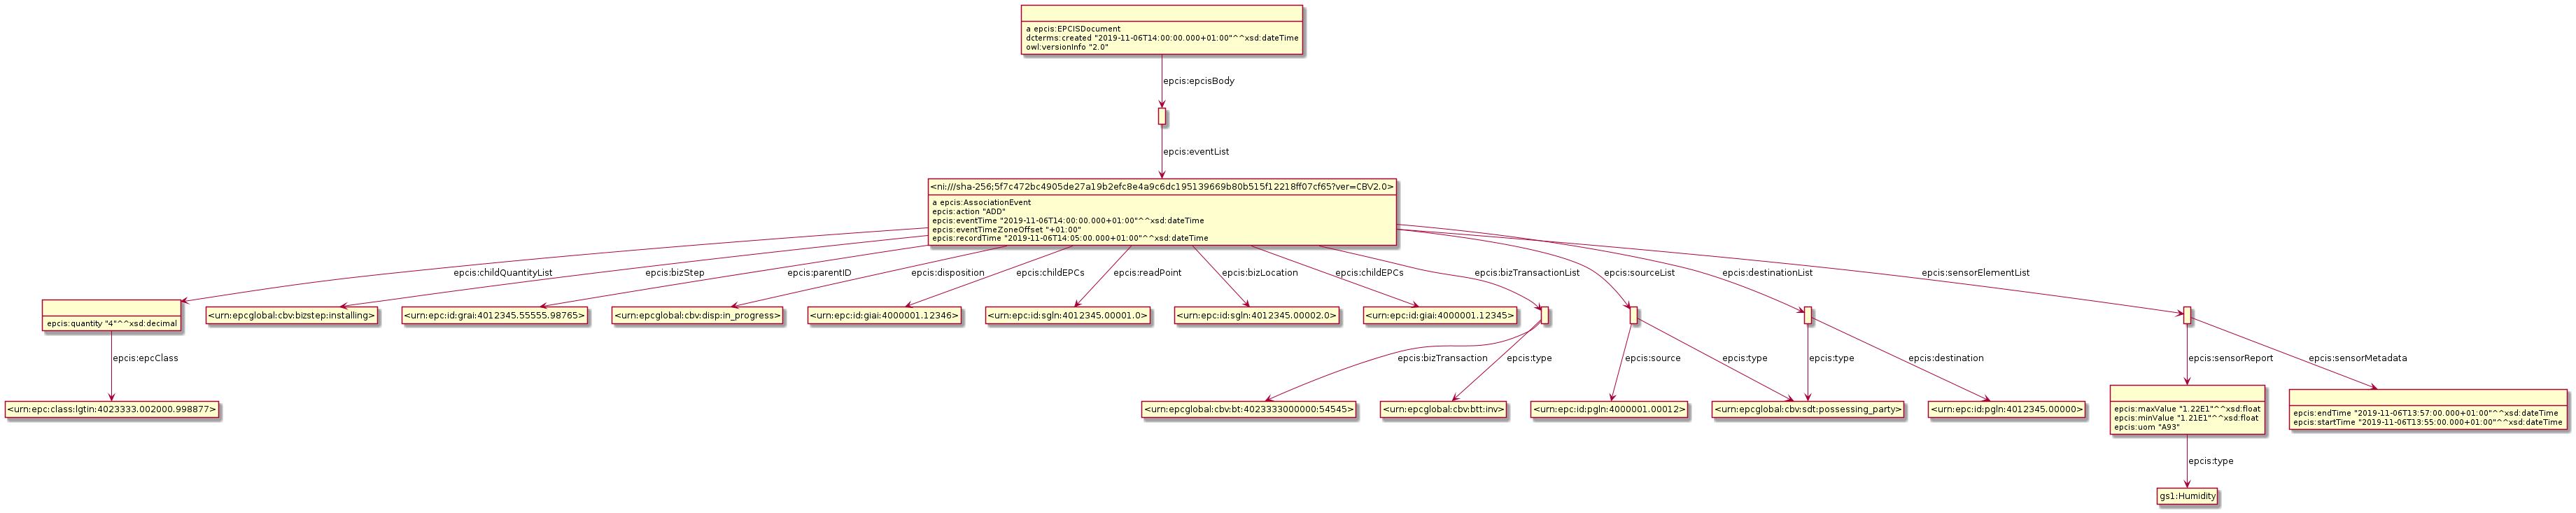 a epcis:EPCISDocument
dcterms:created "2019-11-06T14:00:00.000+01:00"^^xsd:dateTime
owl:versionInfo "2.0"
epcis:epcisBody
epcis:eventList
<ni:///sha-256;5f7c472bc4905de27a19b2efc8e4a9c6dc195139669b80b515f12218ff07cf65?ver=CBV2.0>
a epcis:AssociationEvent
epcis:action "ADD"
epcis:eventTime "2019-11-06T14:00:00.000+01:00"^^xsd:dateTime
epcis:eventTimeZoneOffset "+01:00"
epcis:recordTime "2019-11-06T14:05:00.000+01:00"^^xsd:dateTime
epcis:childQuantityList
epcis:bizStep
epcis:parentID
epcis:disposition
epcis:childEPCs
epcis:readPoint
epcis:bizLocation
epcis:childEPCs
epcis:bizTransactionList
epcis:sourceList
epcis:destinationList
epcis:sensorElementList
epcis:quantity "4"^^xsd:decimal
<urn:epcglobal:cbv:bizstep:installing>
<urn:epc:id:grai:4012345.55555.98765>
<urn:epcglobal:cbv:disp:in_progress>
<urn:epc:id:giai:4000001.12346>
<urn:epc:id:sgln:4012345.00001.0>
<urn:epc:id:sgln:4012345.00002.0>
<urn:epc:id:giai:4000001.12345>
epcis:epcClass
epcis:bizTransaction
epcis:type
epcis:source
epcis:type
epcis:type
epcis:destination
epcis:sensorReport
epcis:sensorMetadata
<urn:epc:class:lgtin:4023333.002000.998877>
<urn:epcglobal:cbv:bt:4023333000000:54545>
<urn:epcglobal:cbv:btt:inv>
<urn:epc:id:pgln:4000001.00012>
<urn:epcglobal:cbv:sdt:possessing_party>
<urn:epc:id:pgln:4012345.00000>
epcis:maxValue "1.22E1"^^xsd:float
epcis:minValue "1.21E1"^^xsd:float
epcis:uom "A93"
epcis:endTime "2019-11-06T13:57:00.000+01:00"^^xsd:dateTime
epcis:startTime "2019-11-06T13:55:00.000+01:00"^^xsd:dateTime
epcis:type
gs1:Humidity